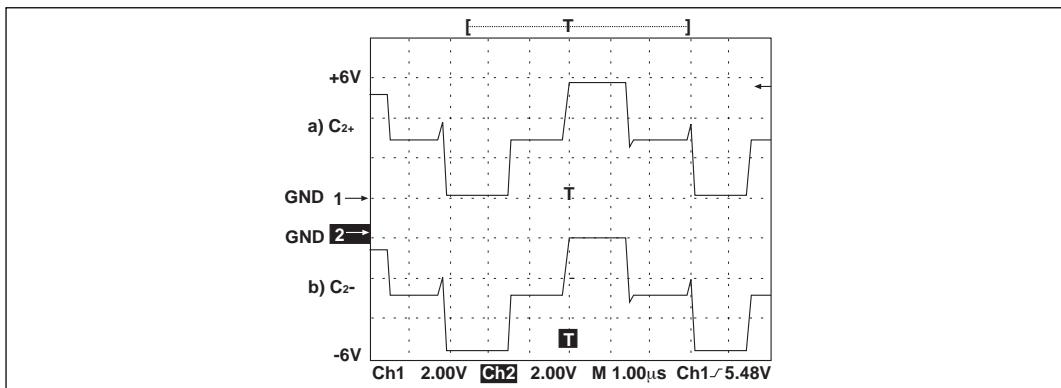 [ T ]
+6V
a) C2+
GND 1
T
GND 2
b) C2-
T
-6V
Ch1 2.00V Ch2 2.00V M 1.00μs Ch1 5.48V